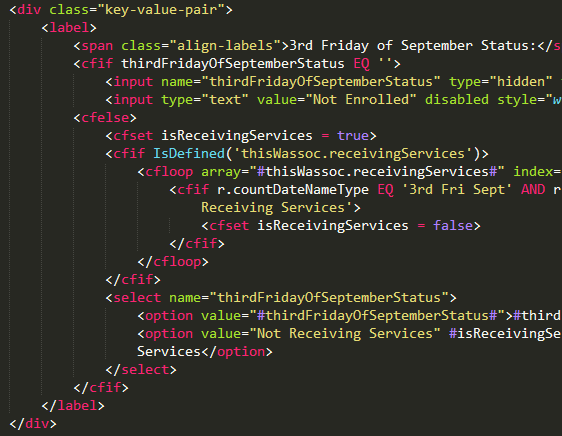 <div class="key-value-pair">
<label>
<span class="align-labels">3rd Friday of September Status:</s
<cfif thirdFridayOfSeptemberStatus EQ ''>
<input name="thirdFridayOfSeptemberStatus" type="hidden"
<input type="text" value="Not Enrolled" disabled style="w
<cfelse>
<cfset isReceivingServices = true>
<cfif IsDefined('thisWassoc.receivingServices')>
<cfloop array="#thisWassoc.receivingServices#" index=
<cfif r.countDateNameType EQ '3rd Fri Sept' AND r
Receiving Services'>
<cfset isReceivingServices = false>
</cfif>
</cfloop>
</cfif>
<select name="thirdFridayOfSeptemberStatus">
<option value="#thirdFridayOfSeptemberStatus#">#third
<option value="Not Receiving Services" #isReceivingSe
Services</option>
</select>
</cfif>
</label>
</div>